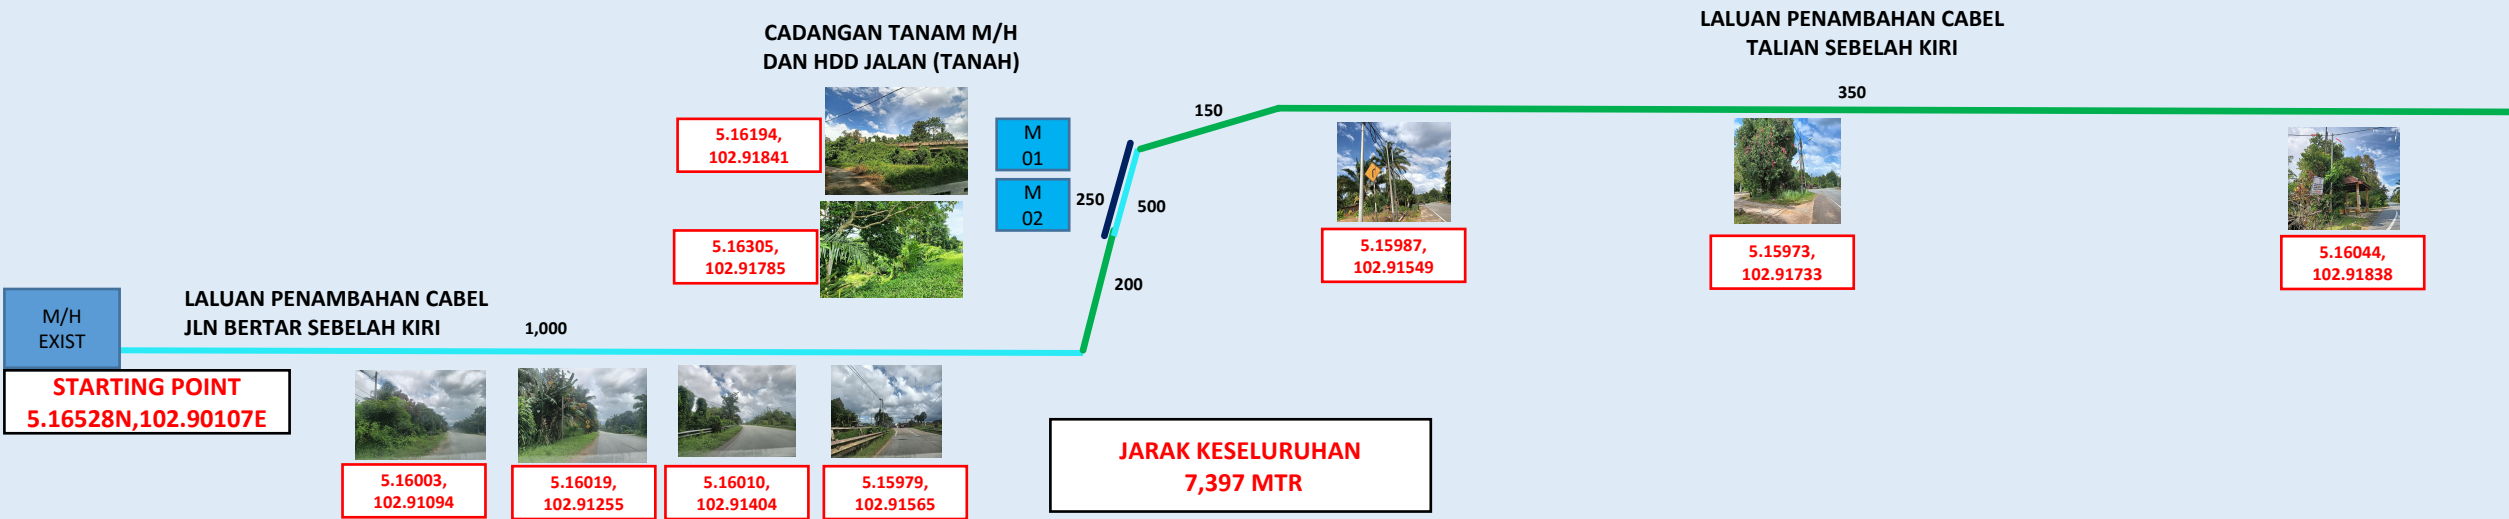 CADANGAN TANAM M/H
DAN HDD JALAN (TANAH)
LALUAN PENAMBAHAN CABEL
TALIAN SEBELAH KIRI
5.16194,
102.91841
M
01
M
02
150
350
250
500
200
5.16305,
102.91785
5.15987,
102.91549
5.15973,
102.91733
5.16044,
102.91838
M/H
EXIST
LALUAN PENAMBAHAN CABEL
JLN BERTAR SEBELAH KIRI
1,000
STARTING POINT
5.16528N,102.90107E
5.16003,
102.91094
5.16019,
102.91255
5.16010,
102.91404
5.15979,
102.91565
JARAK KESELURUHAN
7,397 MTR